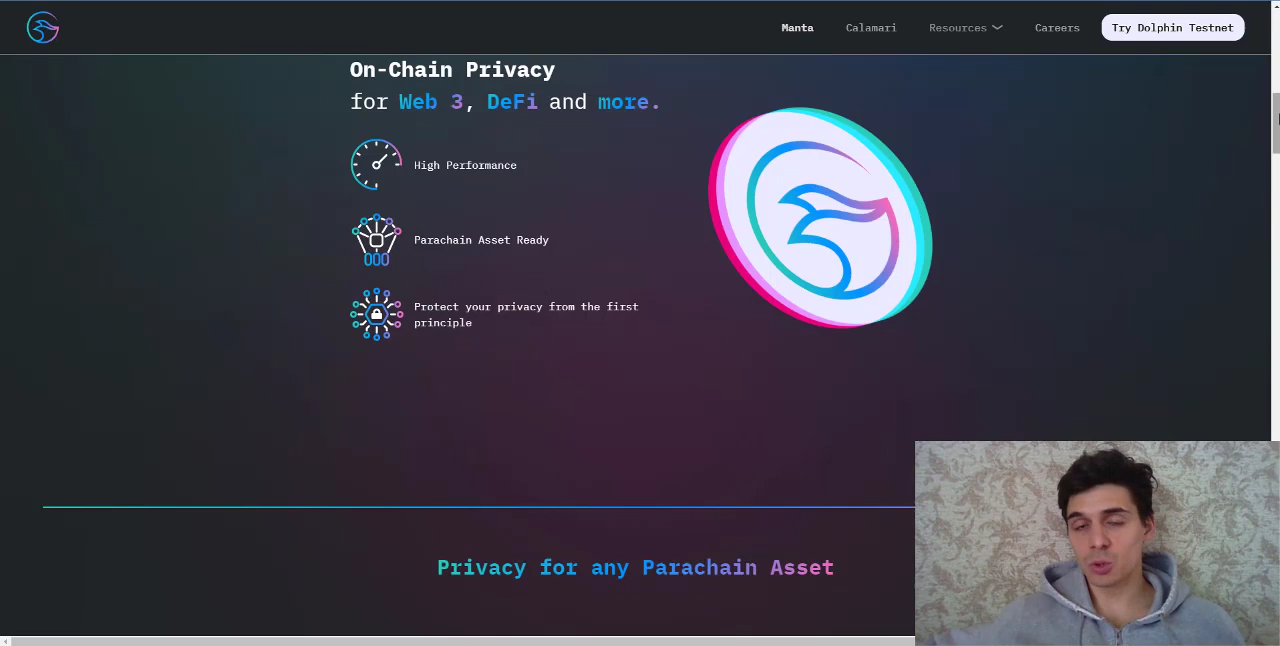 Manta
Calamari
Resources
Careers
Try Dolphin Testnet
On-Chain Privacy
for Web 3, DeFi and more.
High Performance
Parachain Asset Ready
Protect your privacy from the first
principle
Privacy for any Parachain Asset